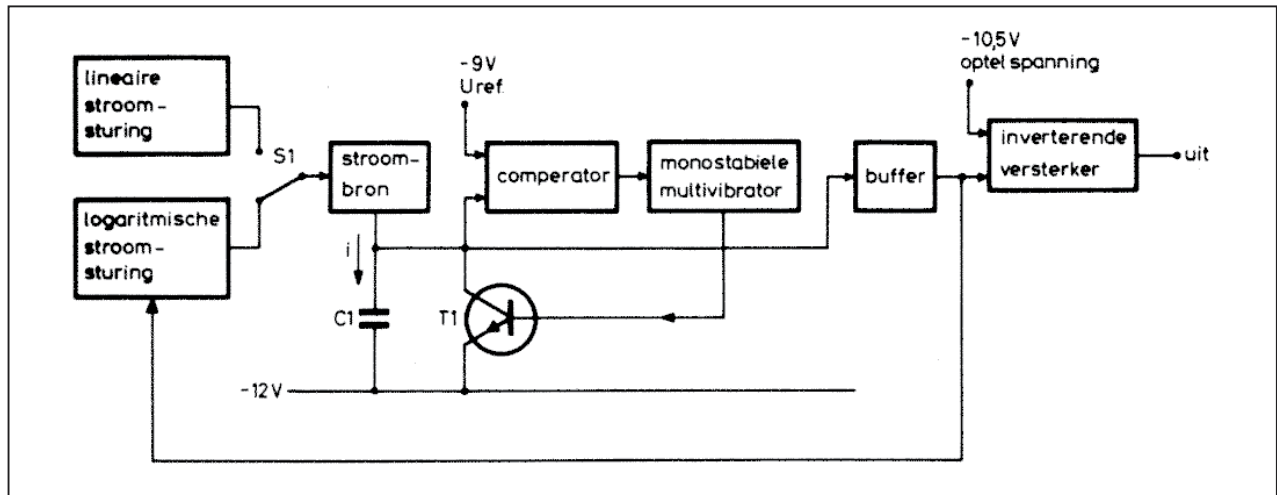 lineaire
stroom-
sturing
S1
logaritmische
stroom-
sturing
stroom-
bron
i
C1
-12V
-9V
Uref.
comperator
T1
monostabiele
multivibrator
buffer
-10,5V
optel spanning
inverterende
versterker
uit